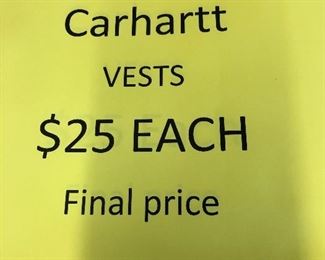 Carhartt
VESTS
$25 EACH
Final price